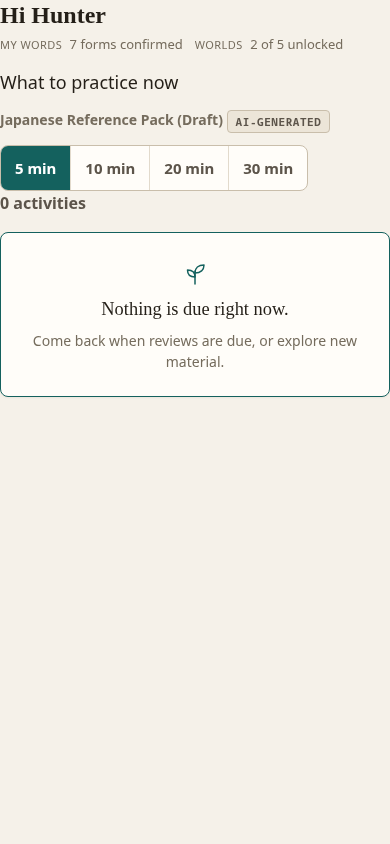 Hi Hunter
MY WORDS 7 forms confirmed WORLDS 2 of 5 unlocked
What to practice now
Japanese Reference Pack (Draft) AI-GENERATED
5 min 10 min 20 min 30 min
0 activities
Nothing is due right now.
Come back when reviews are due, or explore new
material.